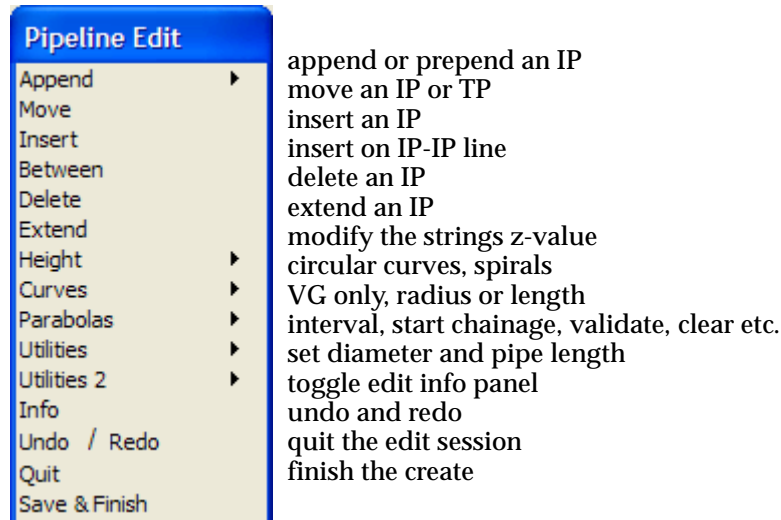 Pipeline Edit
Append
Move
Insert
Between
Delete
Extend
Height
Curves
Parabolas
Utilities
Utilities 2
Info
Undo / Redo
Quit
Save & Finish
append or prepend an IP
move an IP or TP
insert an IP
insert on IP-IP line
delete an IP
extend an IP
modify the strings z-value
circular curves, spirals
VG only, radius or length
interval, start chainage, validate, clear etc.
set diameter and pipe length
toggle edit info panel
undo and redo
quit the edit session
finish the create